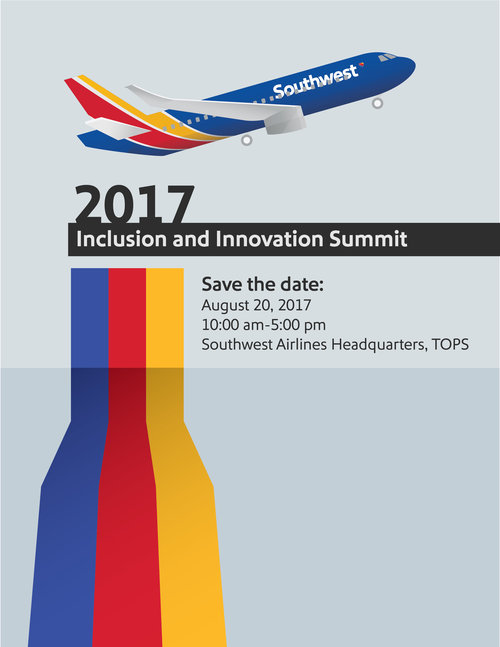 Southwest
2017
Inclusion and Innovation Summit
Save the date:
August 20, 2017
10:00 am-5:00 pm
Southwest Airlines Headquarters, TOPS